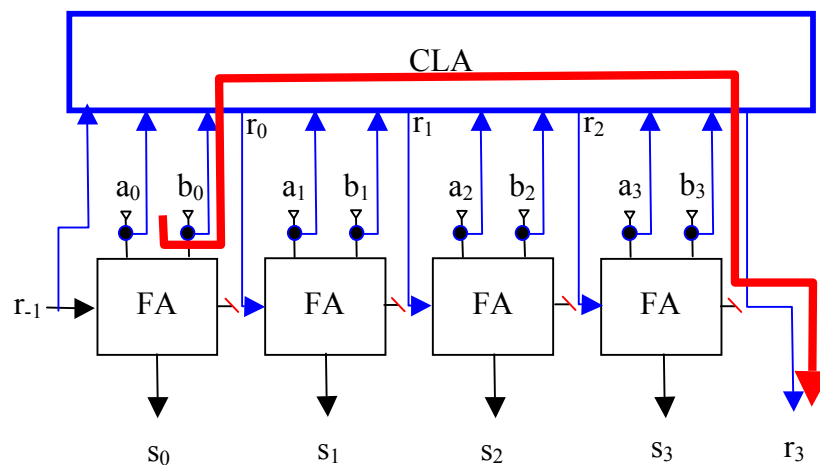 CLA
r0 r1 r2
a0 b0 a1 b1 a2 b2 a3 b3
r-1 FA FA FA FA
s0 s1 s2 s3 r3